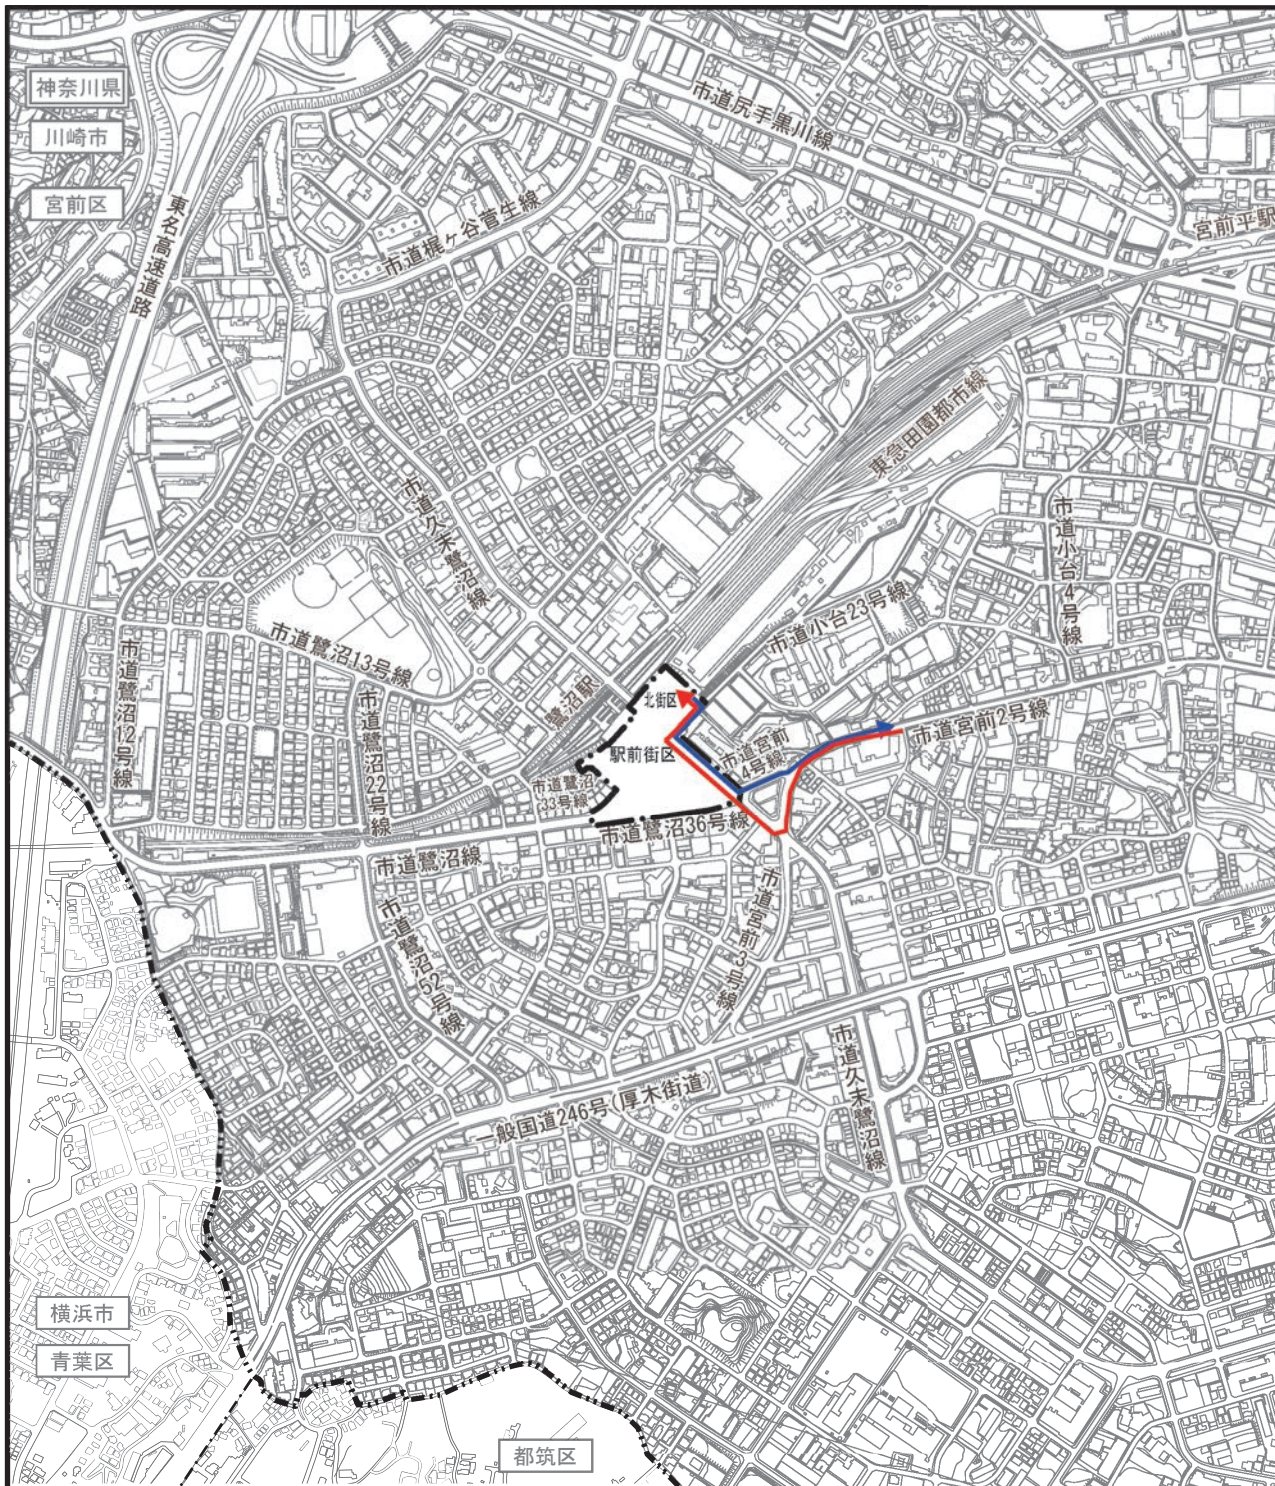 神奈川県
川崎市
宮前区
東名高速道路
市道尻手黒川線
市道梶ヶ谷菅生線
宮前平駅
東急田園都市線
市道久末鷺沼線
市道小台4号線
市道小台23号線
市道鷺沼13号線
市道鷺沼12号線
市道鷺沼22号線
鷺沼駅
北街区
駅前街区
市道宮前
4号線
市道宮前2号線
市道鷺沼
33号線
市道鷺沼36号線
市道鷺沼線
市道鷺沼52号線
市道宮前3号線
市道久末鷺沼線
一般国道246号(厚木街道)
横浜市
青葉区
都筑区